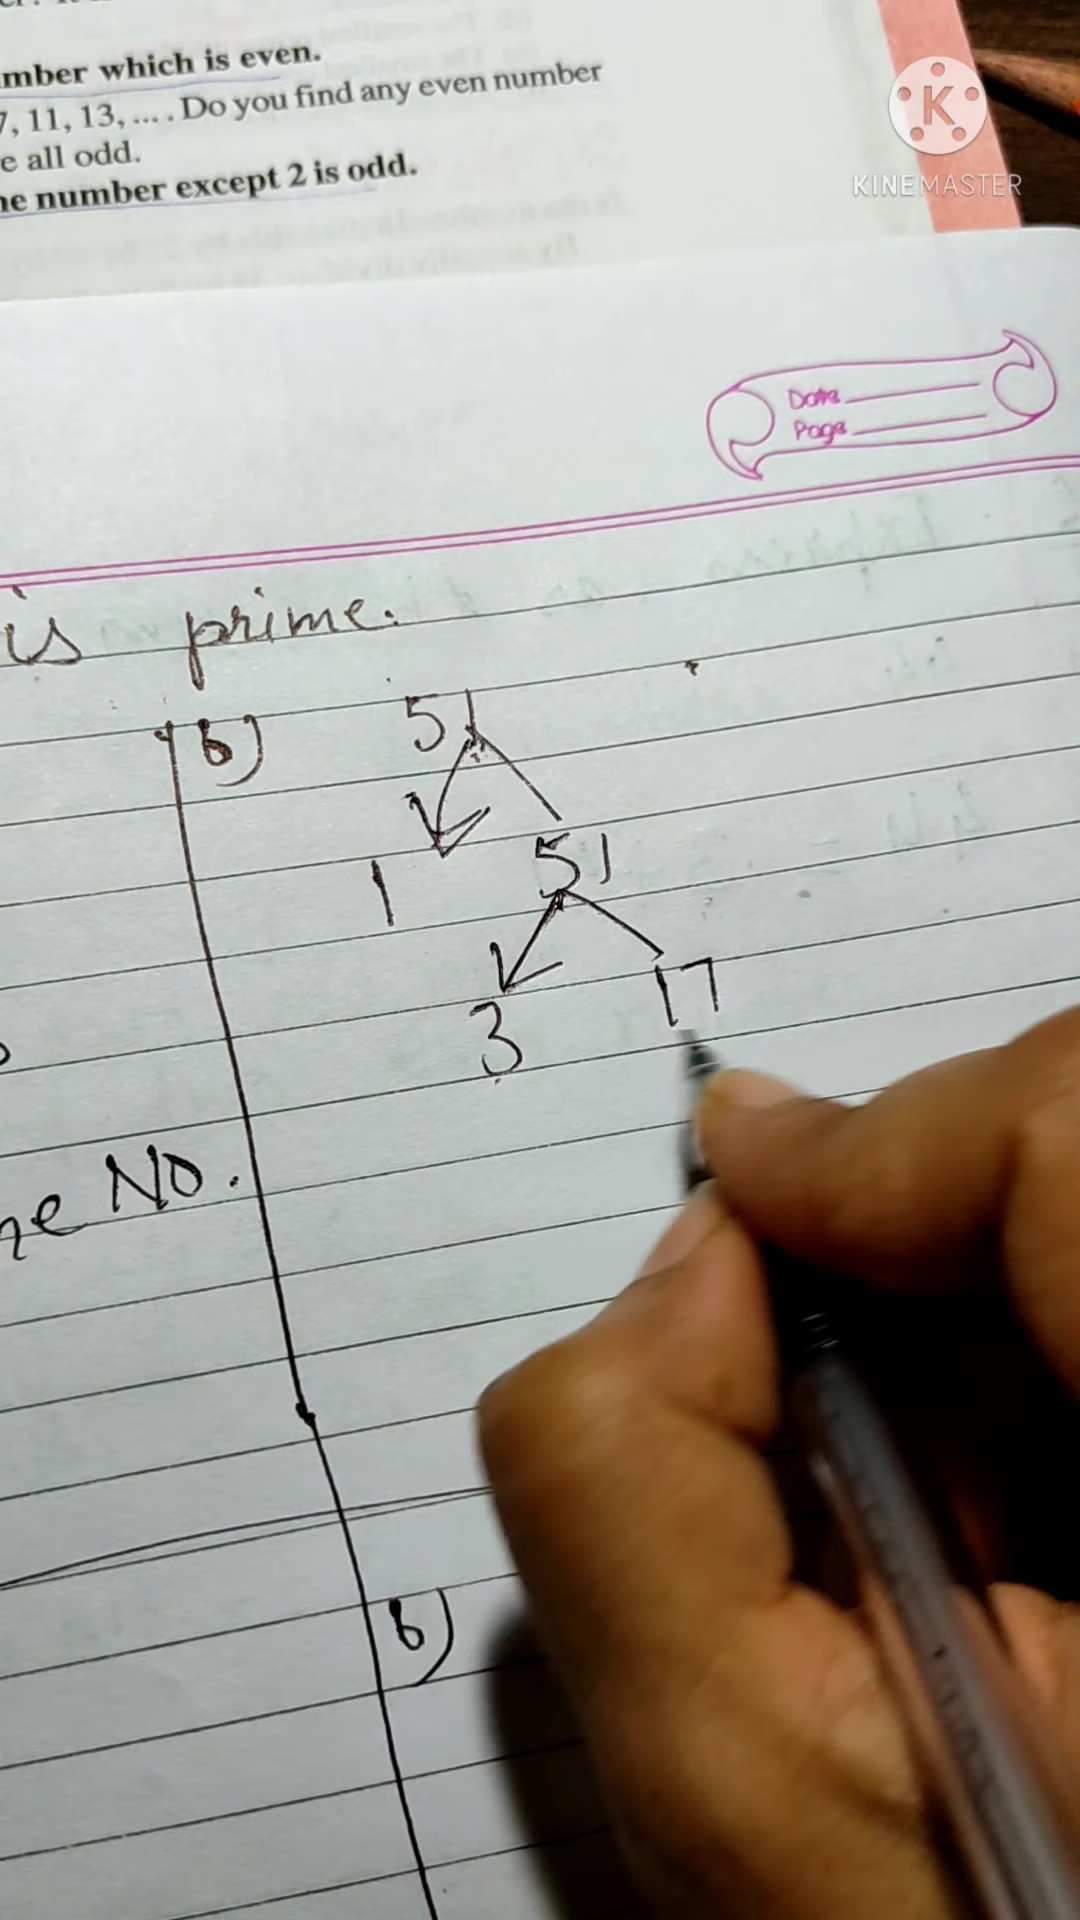 mber which is even.
7, 11, 13, .... Do you find any even number
e all odd.
ne number except 2 is odd.
K
KINEMASTER
Date
Page
is prime.
b) 51
1 51
3 17
ne NO.
b)